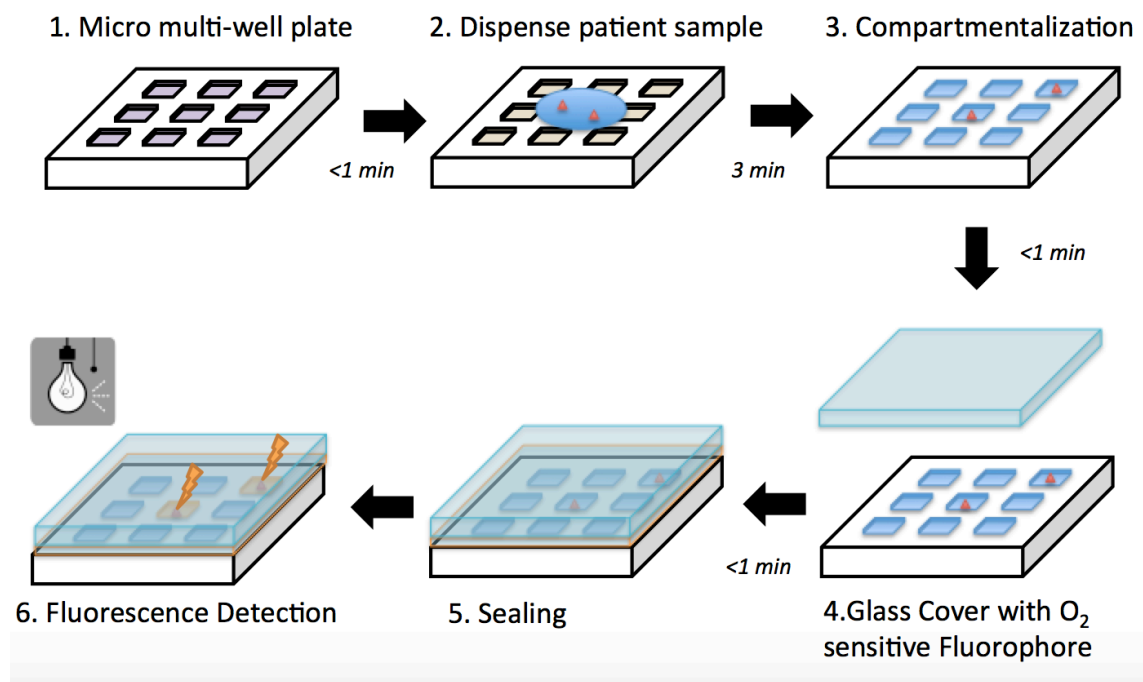 1. Micro multi-well plate
2. Dispense patient sample
3. Compartmentalization
<1 min
3 min
<1 min
<1 min
6. Fluorescence Detection
5. Sealing
4.Glass Cover with O₂
sensitive Fluorophore